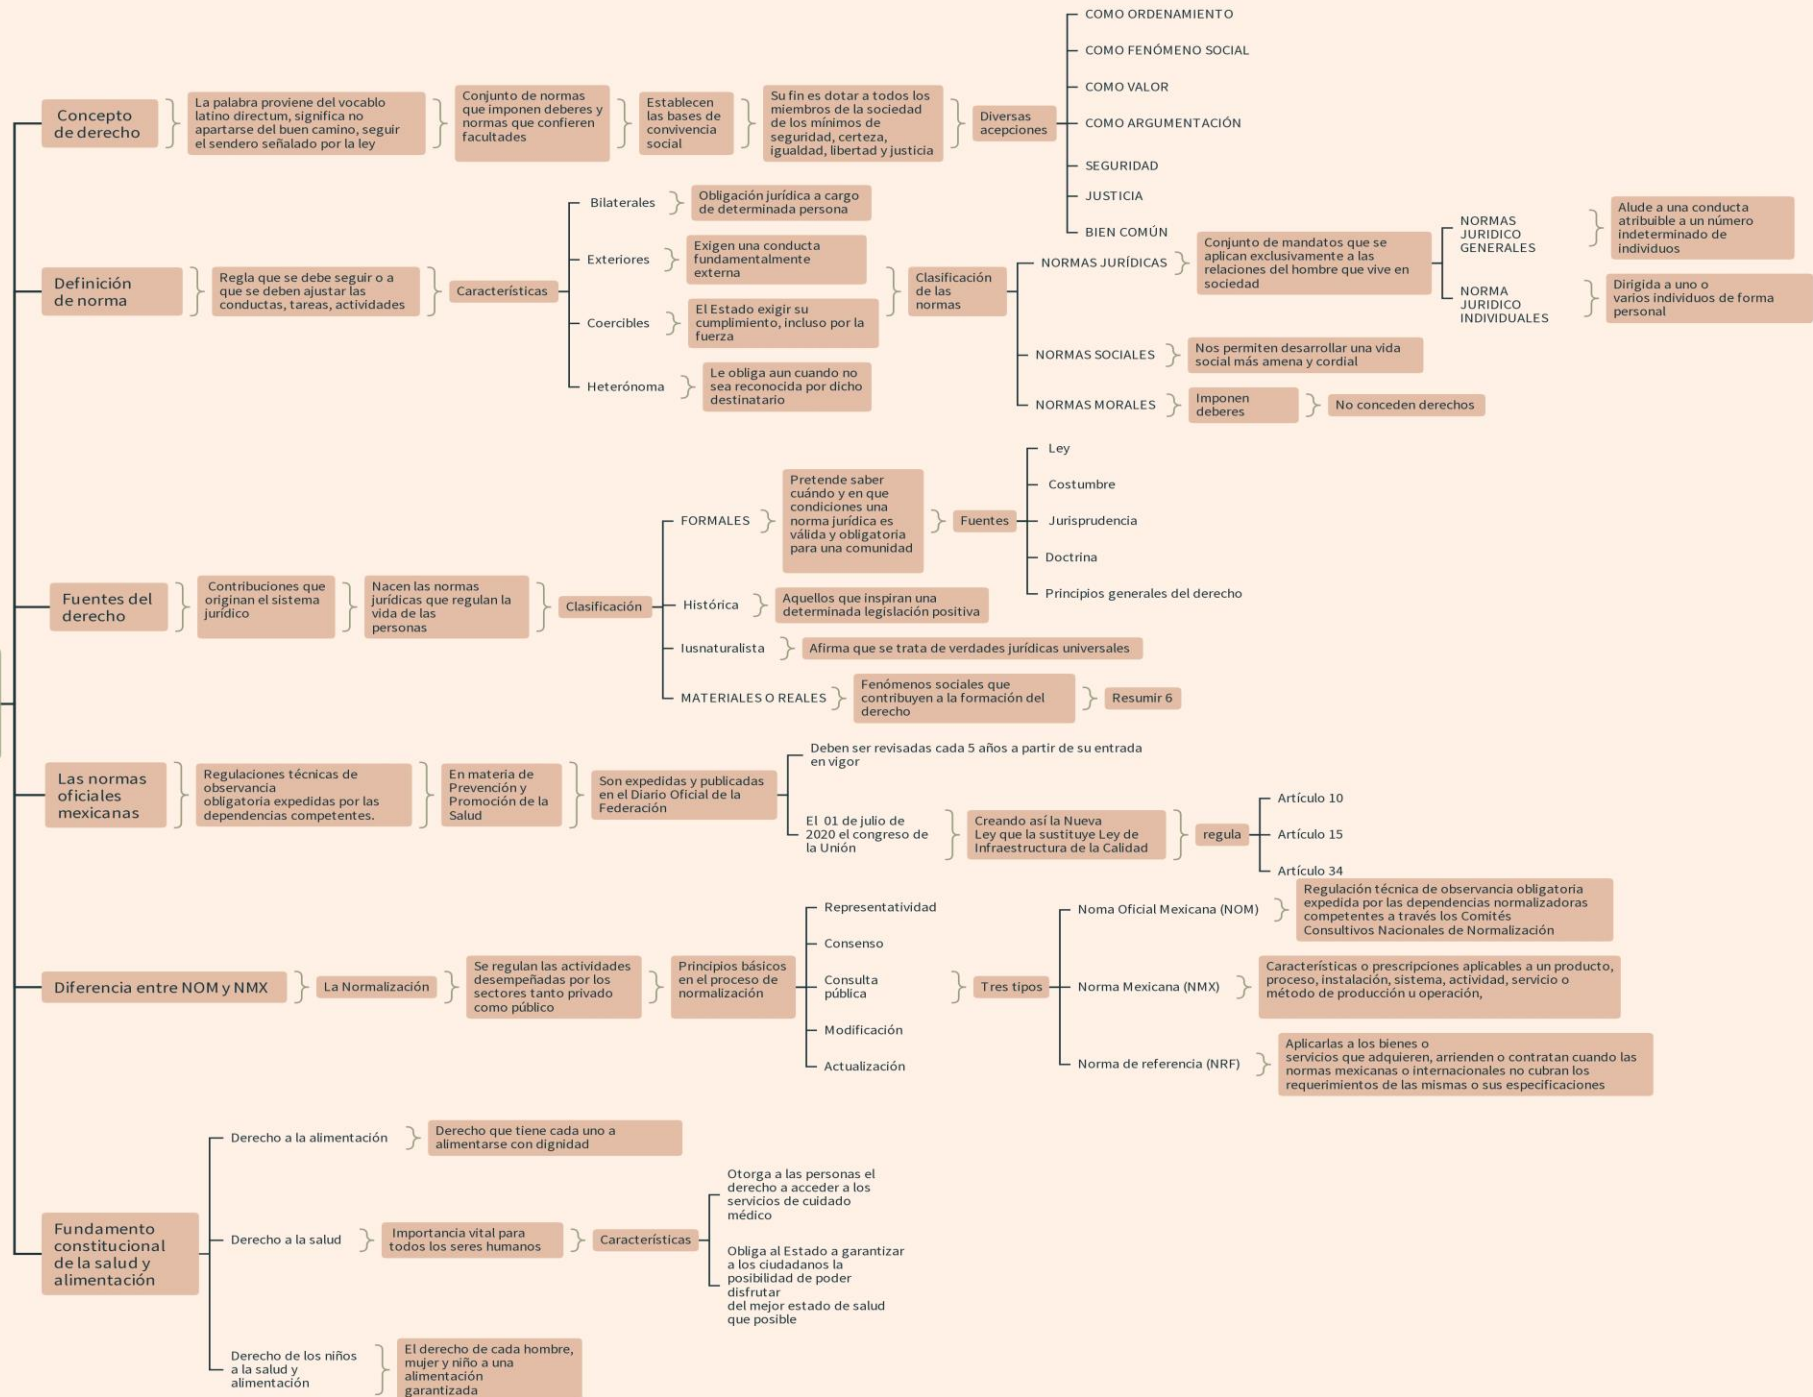 Concepto
de derecho
La palabra proviene del vocablo
latino directum, significa no
apartarse del buen camino, seguir
el sendero señalado por la ley
Conjunto de normas
que imponen deberes y
normas que confieren
facultades
Establecen
las bases de
convivencia
social
Su fin es dotar a todos los
miembros de la sociedad
de los mínimos de
seguridad, certeza,
igualdad, libertad y justicia
Diversas
acepciones
COMO ORDENAMIENTO
COMO FENÓMENO SOCIAL
COMO VALOR
COMO ARGUMENTACIÓN
SEGURIDAD
JUSTICIA
BIEN COMÚN
Definición
de norma
Regla que se debe seguir o a
que se deben ajustar las
conductas, tareas, actividades
Características
Bilaterales
Obligación jurídica a cargo
de determinada persona
Exteriores
Exigen una conducta
fundamentalmente
externa
Coercibles
El Estado exigir su
cumplimiento, incluso por la
fuerza
Heterónoma
Le obliga aun cuando no
sea reconocida por dicho
destinatario
Clasificación
de las
normas
NORMAS JURÍDICAS
Conjunto de mandatos que se
aplican exclusivamente a las
relaciones del hombre que vive en
sociedad
NORMAS
JURIDICO
GENERALES
Alude a una conducta
atribuible a un número
indeterminado de
individuos
NORMA
JURIDICO
INDIVIDUALES
Dirigida a uno o
varios individuos de forma
personal
NORMAS SOCIALES
Nos permiten desarrollar una vida
social más amena y cordial
NORMAS MORALES
Imponen
deberes
No conceden derechos
Fuentes del
derecho
Contribuciones que
originan el sistema
jurídico
Nacen las normas
jurídicas que regulan la
vida de las
personas
Clasificación
FORMALES
Pretende saber
cuándo y en que
condiciones una
norma jurídica es
válida y obligatoria
para una comunidad
Fuentes
Ley
Costumbre
Jurisprudencia
Doctrina
Principios generales del derecho
Histórica
Aquellos que inspiran una
determinada legislación positiva
Iusnaturalista
Afirma que se trata de verdades jurídicas universales
MATERIALES O REALES
Fenómenos sociales que
contribuyen a la formación del
derecho
Resumir 6
Las normas
oficiales
mexicanas
Regulaciones técnicas de
observancia
obligatoria expedidas por las
dependencias competentes.
En materia de
Prevención y
Promoción de la
Salud
Son expedidas y publicadas
en el Diario Oficial de la
Federación
Deben ser revisadas cada 5 años a partir de su entrada
en vigor
El 01 de julio de
2020 el congreso de
la Unión
Creando así la Nueva
Ley que la sustituye Ley de
Infraestructura de la Calidad
regula
Artículo 10
Artículo 15
Artículo 34
Diferencia entre NOM y NMX
La Normalización
Se regulan las actividades
desempeñadas por los
sectores tanto privado
como público
Principios básicos
en el proceso de
normalización
Representatividad
Consenso
Consulta
pública
Modificación
Actualización
Tres tipos
Noma Oficial Mexicana (NOM)
Regulación técnica de observancia obligatoria
expedida por las dependencias normalizadoras
competentes a través los Comités
Consultivos Nacionales de Normalización
Norma Mexicana (NMX)
Características o prescripciones aplicables a un producto,
proceso, instalación, sistema, actividad, servicio o
método de producción u operación,
Norma de referencia (NRF)
Aplicarlas a los bienes o
servicios que adquieren, arrienden o contratan cuando las
normas mexicanas o internacionales no cubran los
requerimientos de las mismas o sus especificaciones
Fundamento
constitucional
de la salud y
alimentación
Derecho a la alimentación
Derecho que tiene cada uno a
alimentarse con dignidad
Derecho a la salud
Importancia vital para
todos los seres humanos
Características
Otorga a las personas el
derecho a acceder a los
servicios de cuidado
médico
Obliga al Estado a garantizar
a los ciudadanos la
posibilidad de poder
disfrutar
del mejor estado de salud
que posible
Derecho de los niños
a la salud y
alimentación
El derecho de cada hombre,
mujer y niño a una
alimentación
garantizada